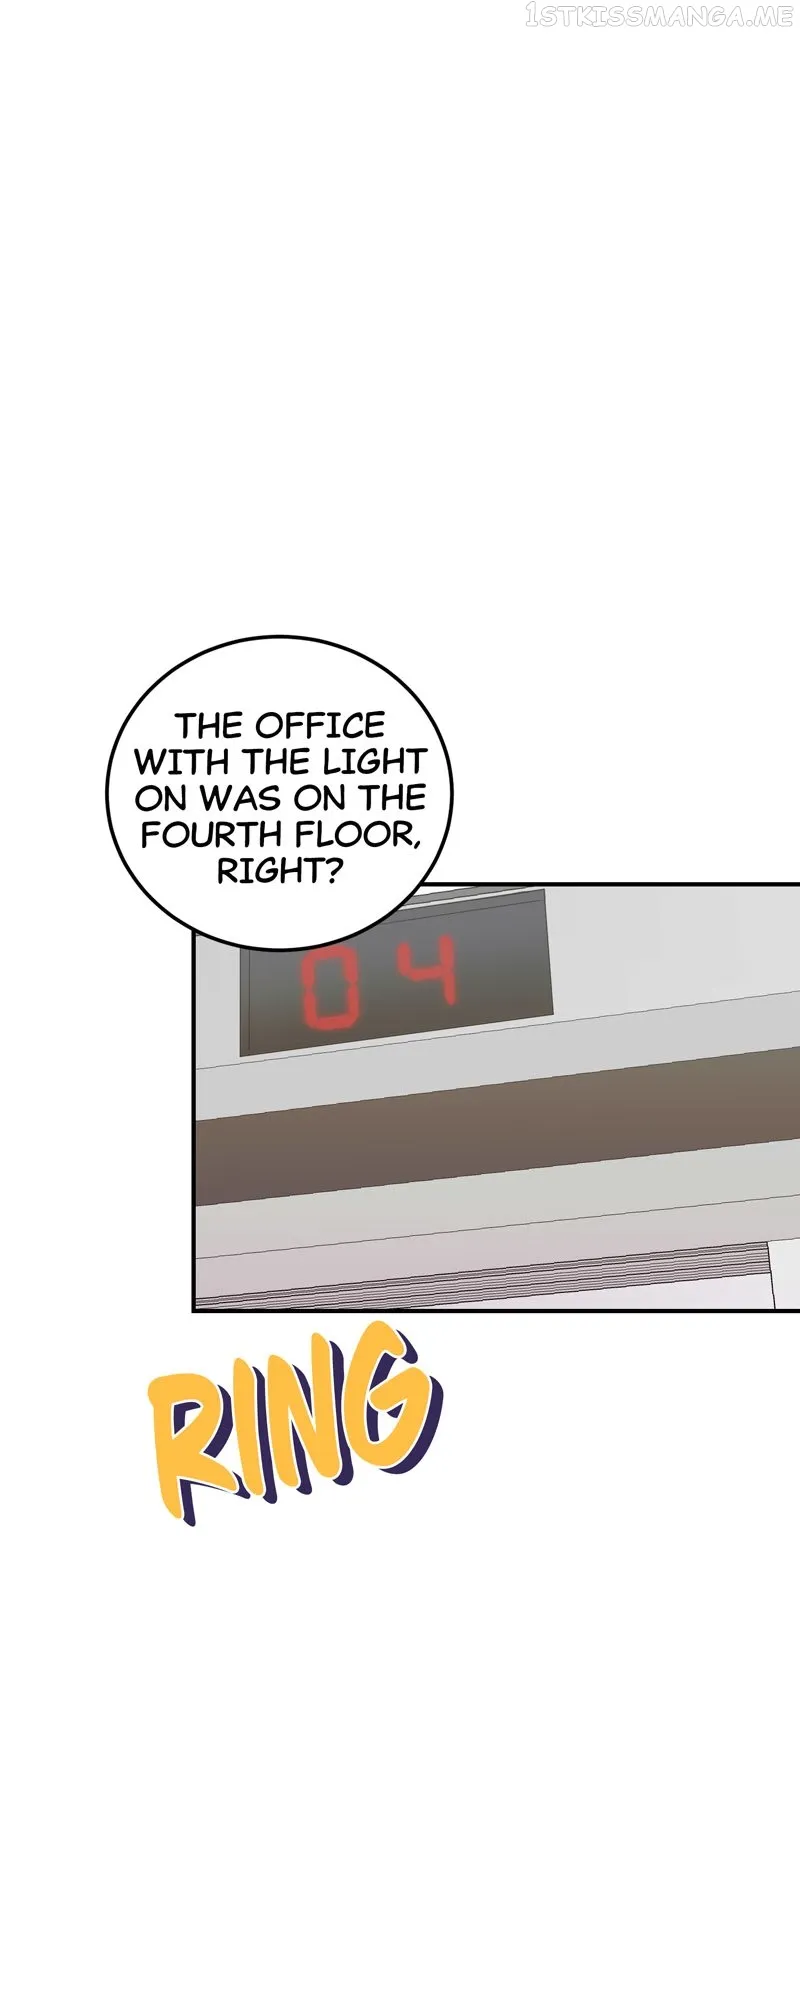 1STKISSMANGA.ME
THE OFFICE
WITH THE LIGHT
ON WAS ON THE
FOURTH FLOOR,
RIGHT?
04
RING